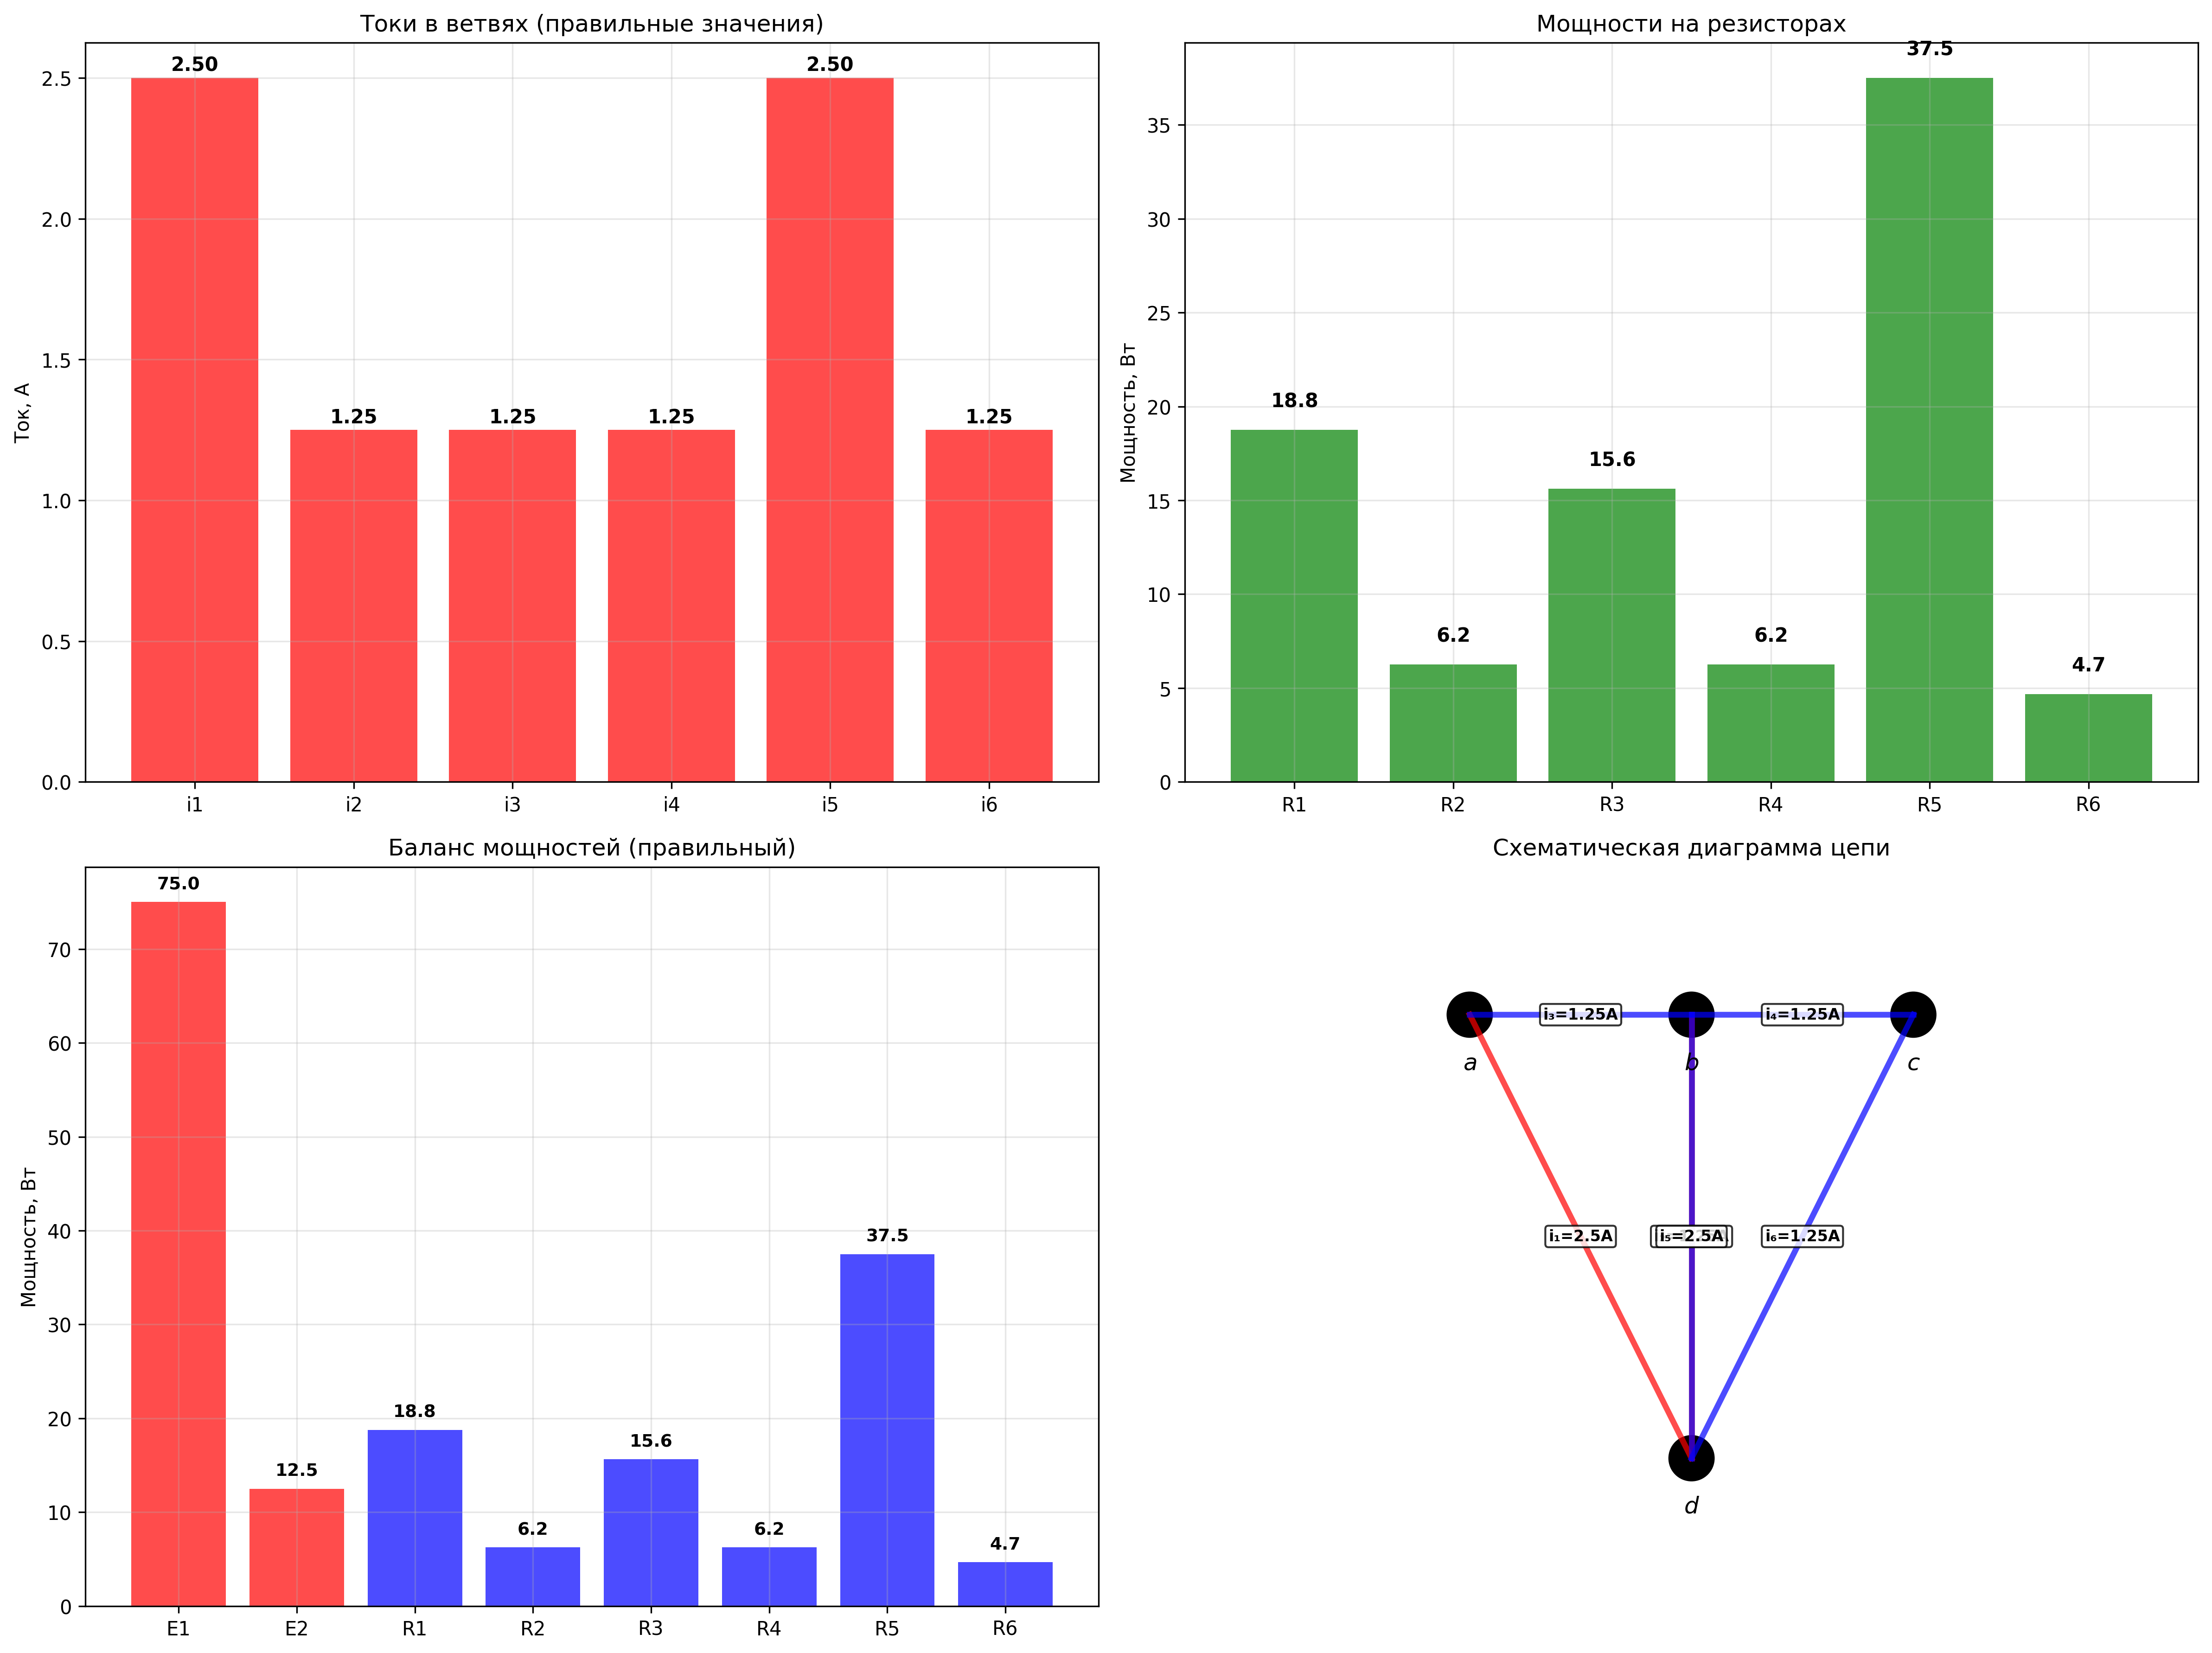 Токи в ветвях (правильные значения)
Ток, А
2.5
2.0
1.5
1.0
0.5
0.0
2.50
1.25
1.25
1.25
2.50
1.25
i1 i2 i3 i4 i5 i6
Мощности на резисторах
Мощность, Вт
35
30
25
20
15
10
5
0
18.8
6.2
15.6
6.2
37.5
4.7
R1 R2 R3 R4 R5 R6
Баланс мощностей (правильный)
Мощность, Вт
70
60
50
40
30
20
10
0
75.0
12.5
18.8
6.2
15.6
6.2
37.5
4.7
E1 E2 R1 R2 R3 R4 R5 R6
Схематическая диаграмма цепи
i₃=1.25A
i₄=1.25A
a
b
c
i₁=2.5A
i₅=2.5A
i₆=1.25A
d